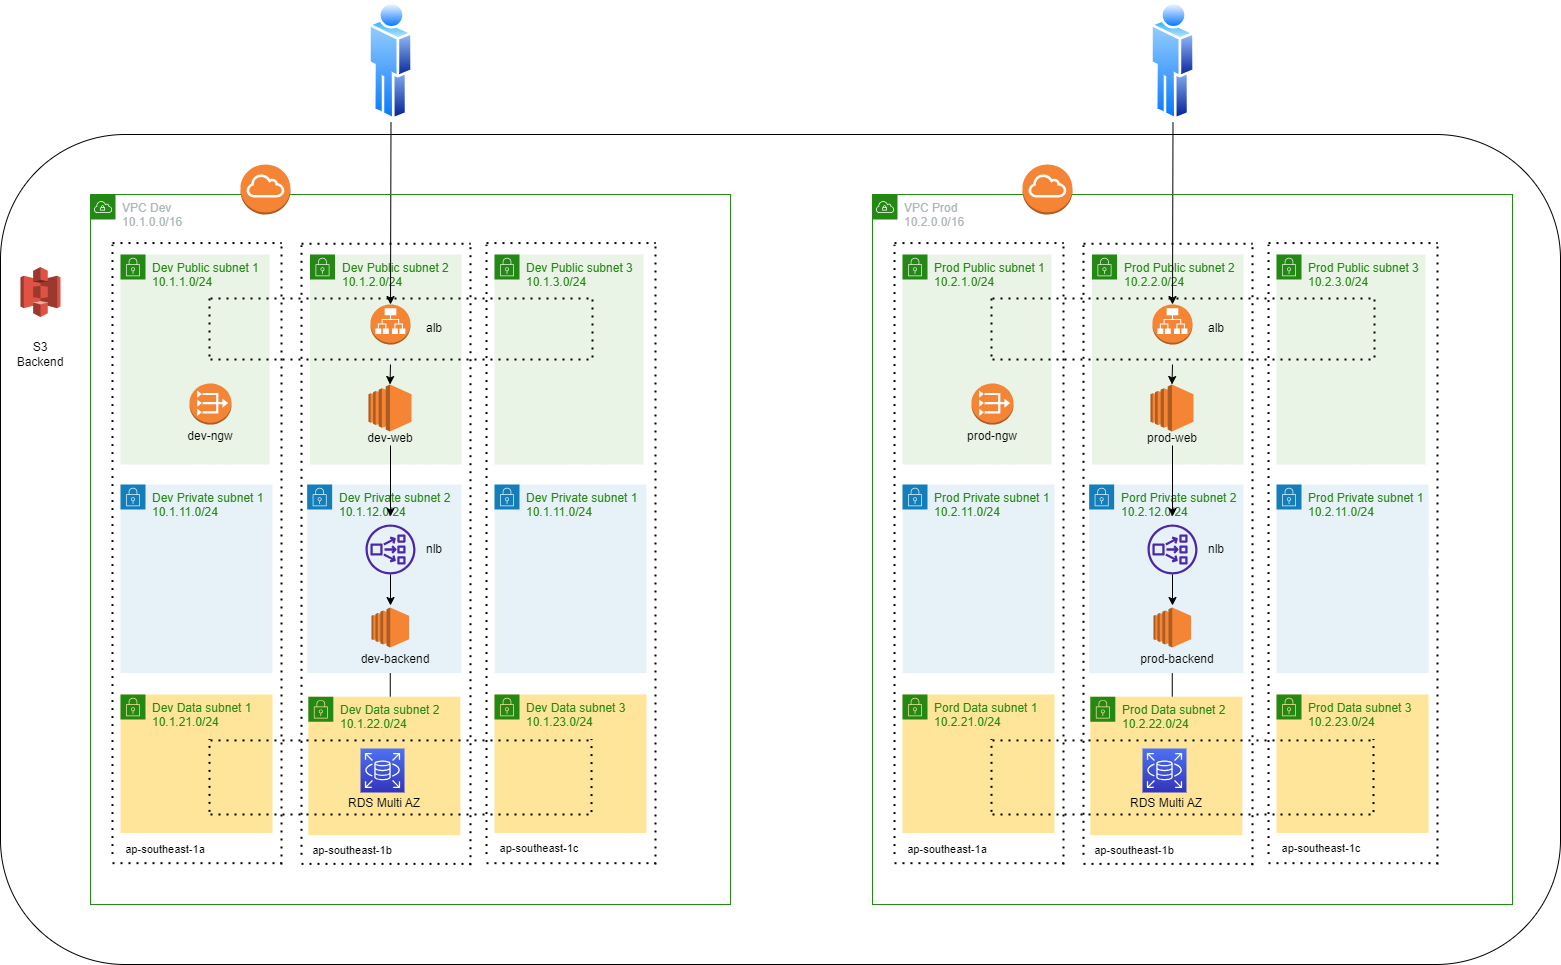 VPC Dev
10.1.0.0/16
Dev Public subnet 1
10.1.1.0/24
Dev Public subnet 2
10.1.2.0/24
Dev Public subnet 3
10.1.3.0/24
alb
S3
Backend
dev-ngw
dev-web
Dev Private subnet 1
10.1.11.0/24
Dev Private subnet 2
10.1.12.0/24
Dev Private subnet 1
10.1.11.0/24
nlb
dev-backend
Dev Data subnet 1
10.1.21.0/24
Dev Data subnet 2
10.1.22.0/24
Dev Data subnet 3
10.1.23.0/24
RDS Multi AZ
ap-southeast-1a
ap-southeast-1b
ap-southeast-1c
VPC Prod
10.2.0.0/16
Prod Public subnet 1
10.2.1.0/24
Prod Public subnet 2
10.2.2.0/24
Prod Public subnet 3
10.2.3.0/24
alb
prod-ngw
prod-web
Prod Private subnet 1
10.2.11.0/24
Pord Private subnet 2
10.2.12.0/24
Prod Private subnet 1
10.2.11.0/24
nlb
prod-backend
Pord Data subnet 1
10.2.21.0/24
Prod Data subnet 2
10.2.22.0/24
Prod Data subnet 3
10.2.23.0/24
RDS Multi AZ
ap-southeast-1a
ap-southeast-1b
ap-southeast-1c